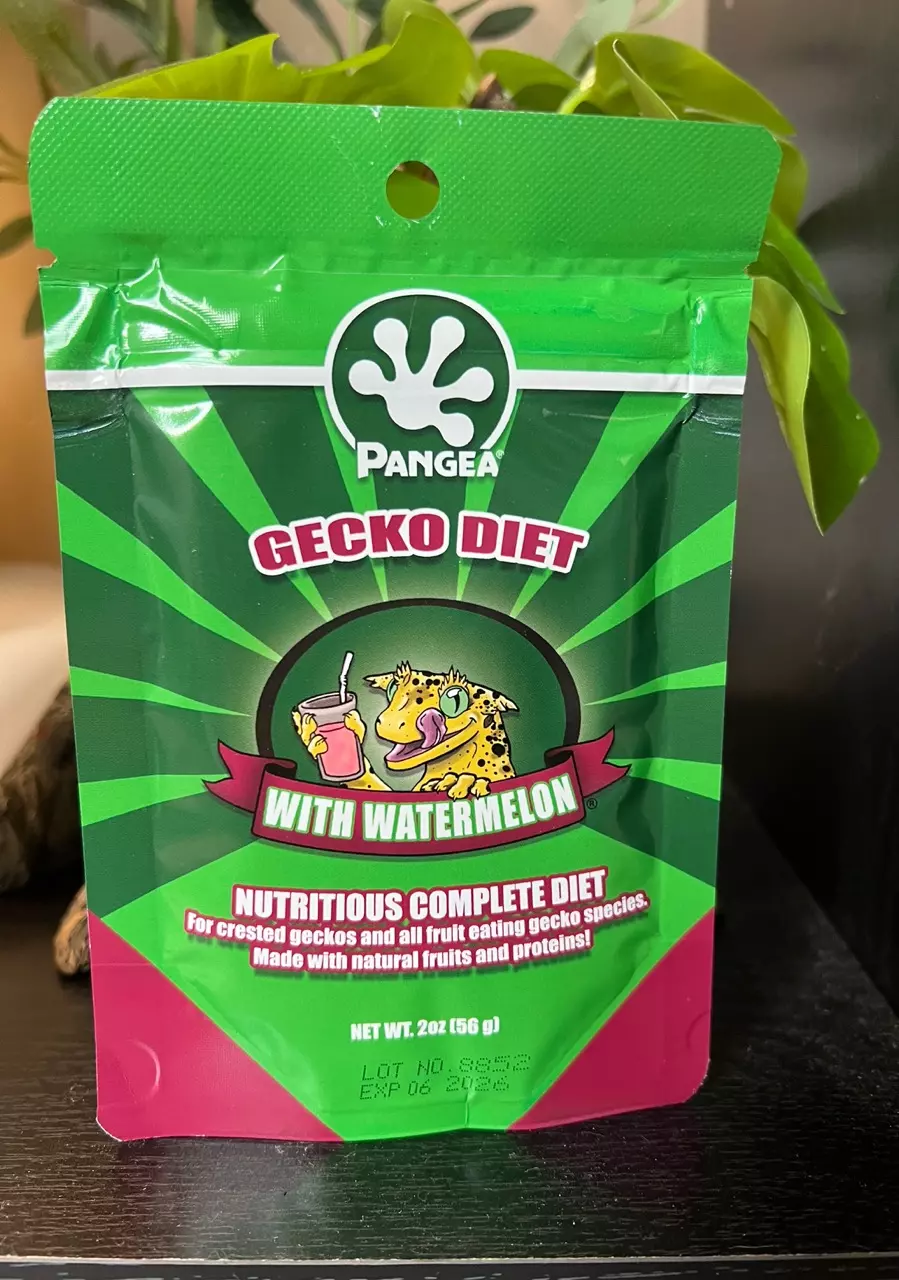 PANGEA®
GECKO DIET
WITH WATERMELON®
NUTRITIOUS COMPLETE DIET
For crested geckos and all fruit eating gecko species.
Made with natural fruits and proteins!
NET WT. 2oz (56 g)
LOT NO.8852
EXP 06 2026